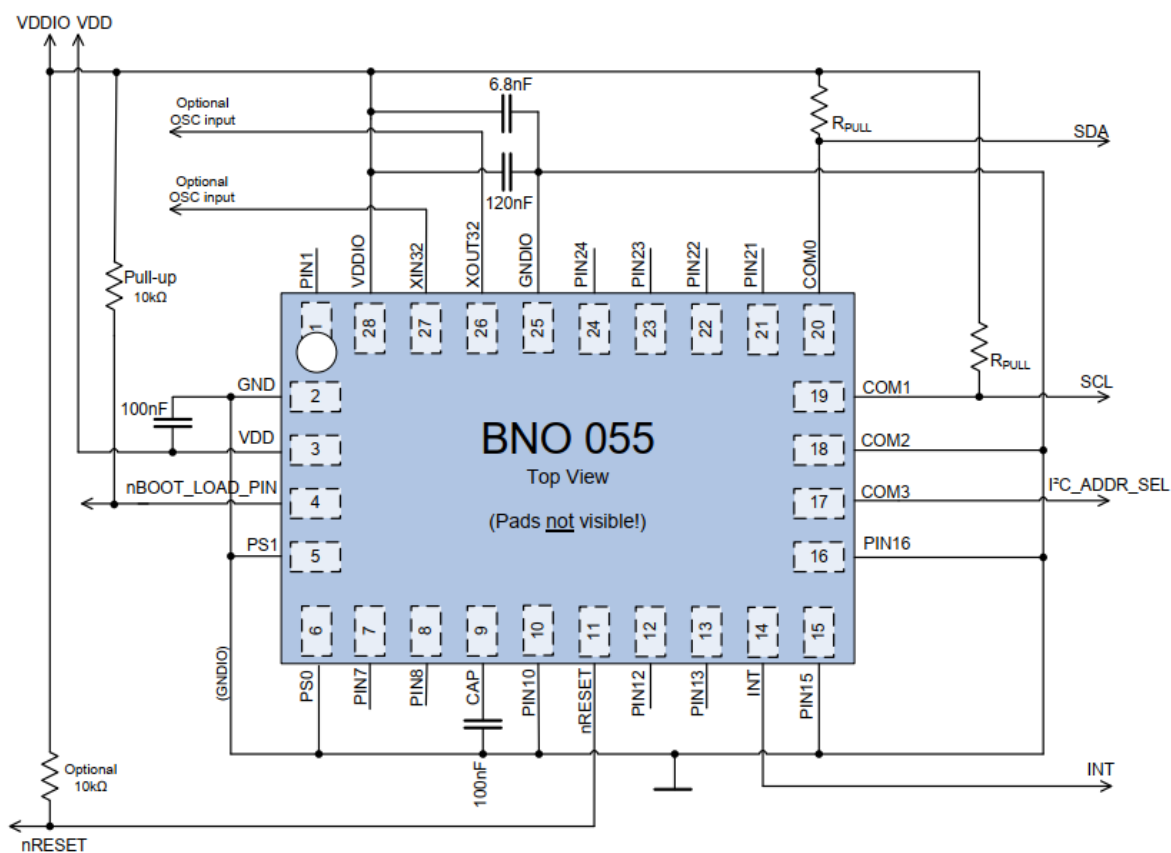 VDDIO VDD
6.8nF
Optional
OSC input
RPULL
SDA
Optional
OSC input
120nF
PIN1
VDDIO
XIN32
XOUT32
GNDIO
PIN24
PIN23
PIN22
PIN21
COM0
Pull-up
10kΩ
1
28
27
26
25
24
23
22
21
20
RPULL
GND
2
19
COM1
SCL
100nF
VDD
3
BNO 055
18
COM2
Top View
nBOOT_LOAD_PIN
4
17
COM3
I²C_ADDR_SEL
(Pads not visible!)
PS1
5
16
PIN16
6
7
8
9
10
11
12
13
14
15
(GNDIO)
PS0
PIN7
PIN8
CAP
PIN10
nRESET
PIN12
PIN13
INT
PIN15
100nF
Optional
10kΩ
INT
nRESET